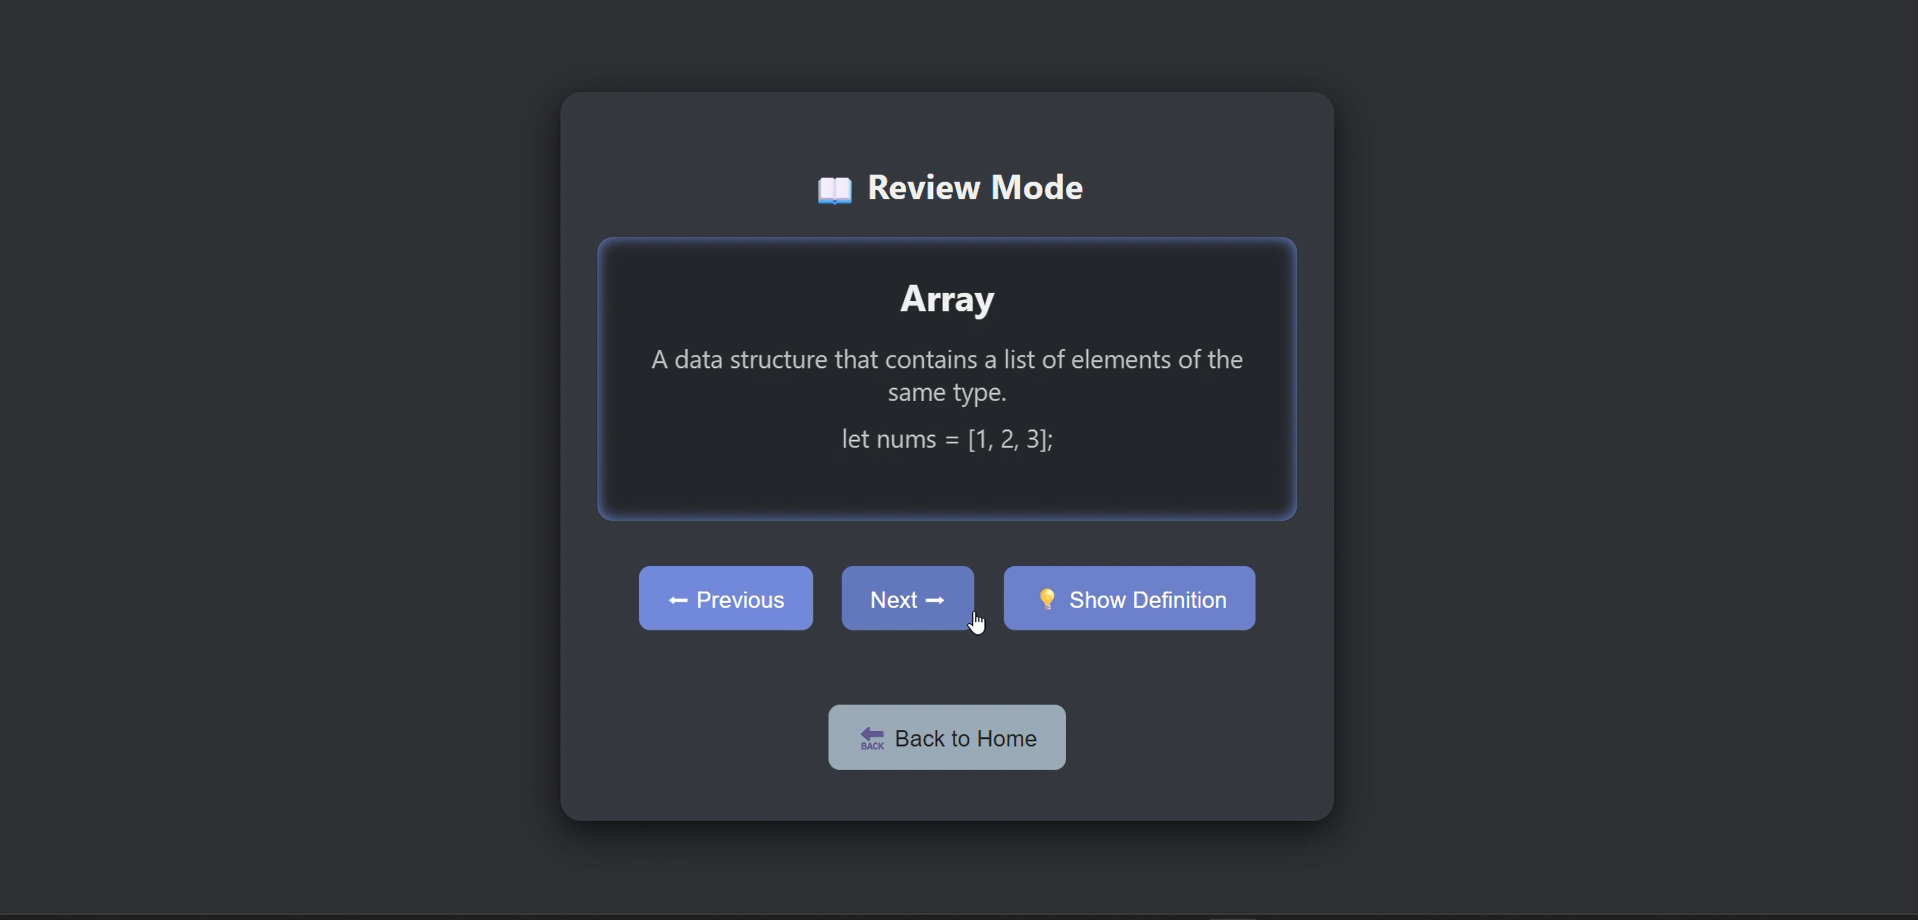 📖 Review Mode
Array
A data structure that contains a list of elements of the
same type.
let nums = [1, 2, 3];
← Previous
Next →
💡 Show Definition
🔙 Back to Home